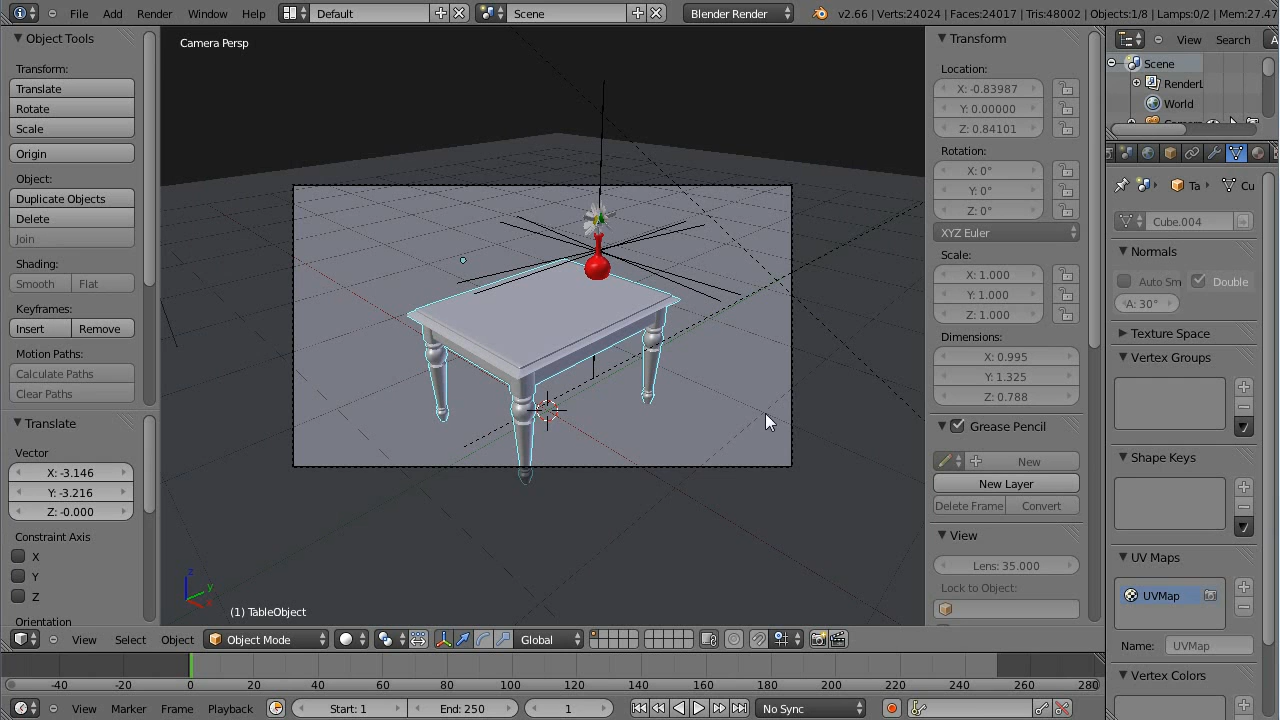 File Add Render Window Help Default Scene Blender Render v2.66 | Verts:24024 | Faces:24017 | Tris:48002 | Objects:1/8 | Lamps:0/2 | Mem:27.47
Object Tools
Transform:
Translate
Rotate
Scale
Origin
Object:
Duplicate Objects
Delete
Join
Shading:
Smooth Flat
Keyframes:
Insert Remove
Motion Paths:
Calculate Paths
Clear Paths
Translate
Vector
X: -3.146
Y: -3.216
Z: -0.000
Constraint Axis
X
Y
Z
Orientation
Camera Persp
z
y
x
(1) TableObject
Transform
Location:
X: -0.83987
Y: 0.00000
Z: 0.84101
Rotation:
X: 0°
Y: 0°
Z: 0°
XYZ Euler
Scale:
X: 1.000
Y: 1.000
Z: 1.000
Dimensions:
X: 0.995
Y: 1.325
Z: 0.788
Grease Pencil
New
New Layer
Delete Frame Convert
View
Lens: 35.000
Lock to Object:
View Search
Scene
RenderL
World
Ta Cu
Cube.004
Normals
Auto Sm Double
A: 30°
Texture Space
Vertex Groups
Shape Keys
UV Maps
UVMap
Name: UVMap
Vertex Colors
View Select Object Object Mode Global
-40 -20 0 20 40 60 80 100 120 140 160 180 200 220 240 260 280
View Marker Frame Playback Start: 1 End: 250 1 No Sync